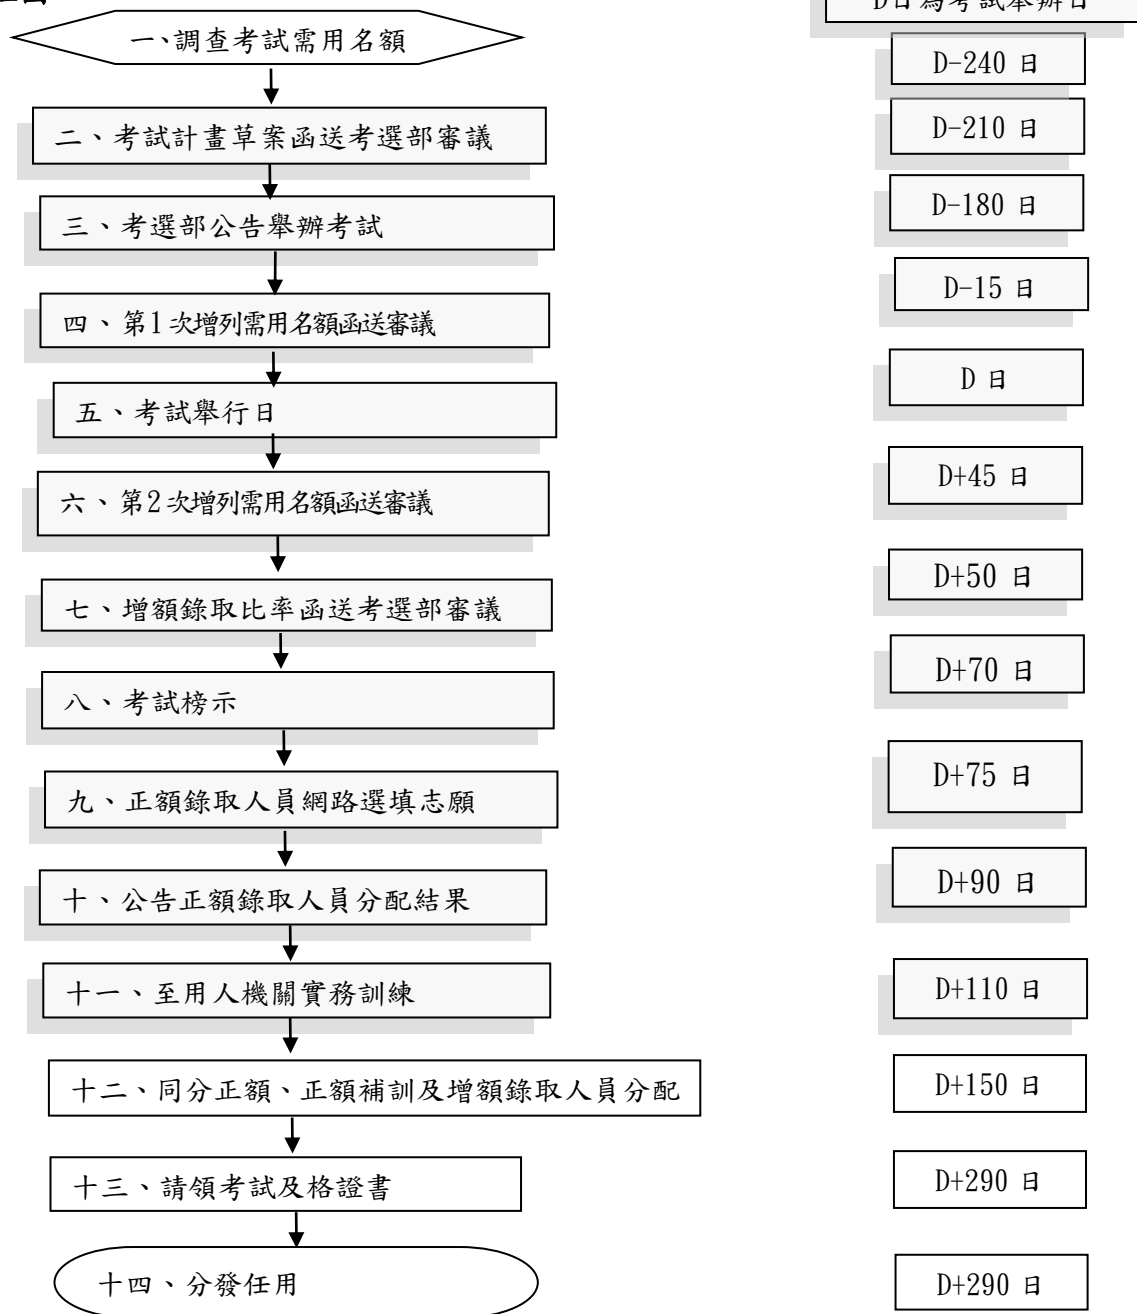 D日為考試舉辦日
一、調查考試需用名額
D-240 日
二、考試計畫草案函送考選部審議
D-210 日
三、考選部公告舉辦考試
D-180 日
四、第1次增列需用名額函送審議
D-15 日
五、考試舉行日
D 日
六、第2次增列需用名額函送審議
D+45 日
七、增額錄取比率函送考選部審議
D+50 日
八、考試榜示
D+70 日
九、正額錄取人員網路選填志願
D+75 日
十、公告正額錄取人員分配結果
D+90 日
十一、至用人機關實務訓練
D+110 日
十二、同分正額、正額補訓及增額錄取人員分配
D+150 日
十三、請領考試及格證書
D+290 日
十四、分發任用
D+290 日